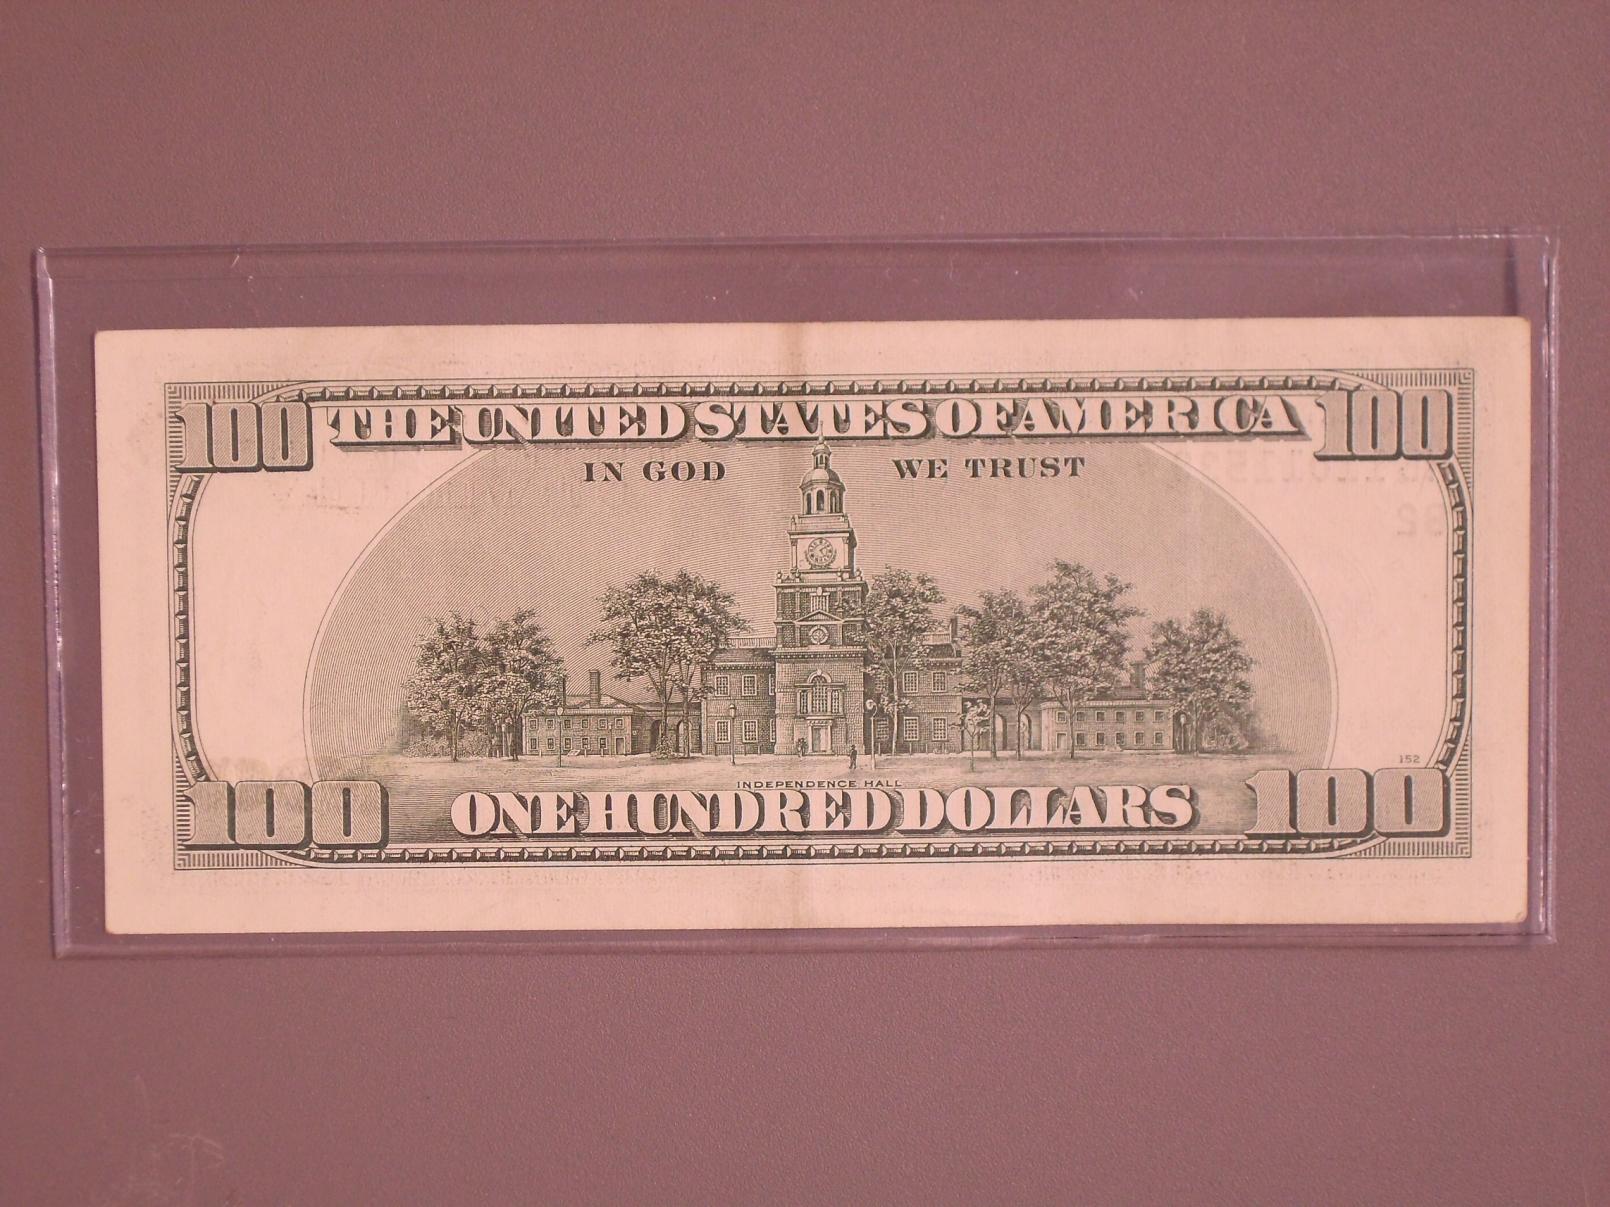 100 THE UNITED STATES OF AMERICA 100
IN GOD WE TRUST
152
INDEPENDENCE HALL
100 ONE HUNDRED DOLLARS 100